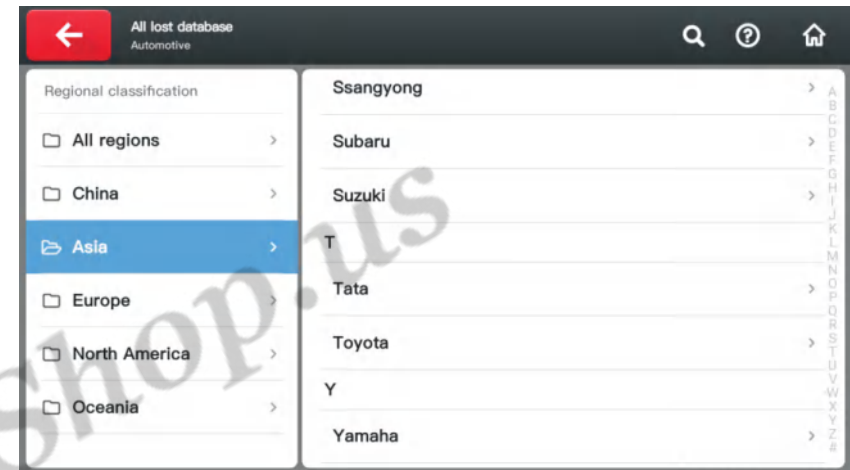 All lost database
Automotive
Regional classification
All regions
China
Asia
Europe
North America
Oceania
Ssangyong
Subaru
Suzuki
T
Tata
Toyota
Y
Yamaha
A
B
C
D
E
F
G
H
I
J
K
L
M
N
O
P
Q
R
S
T
U
V
W
X
Y
Z
#
shop.us